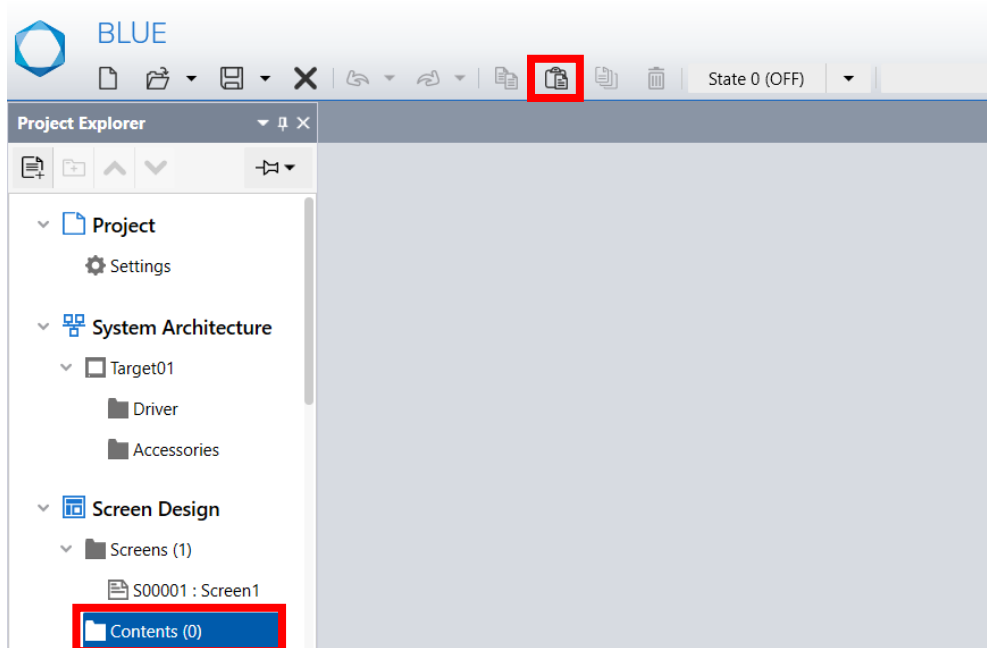 BLUE
State 0 (OFF)
Project Explorer
Project
Settings
System Architecture
Target01
Driver
Accessories
Screen Design
Screens (1)
S00001 : Screen1
Contents (0)